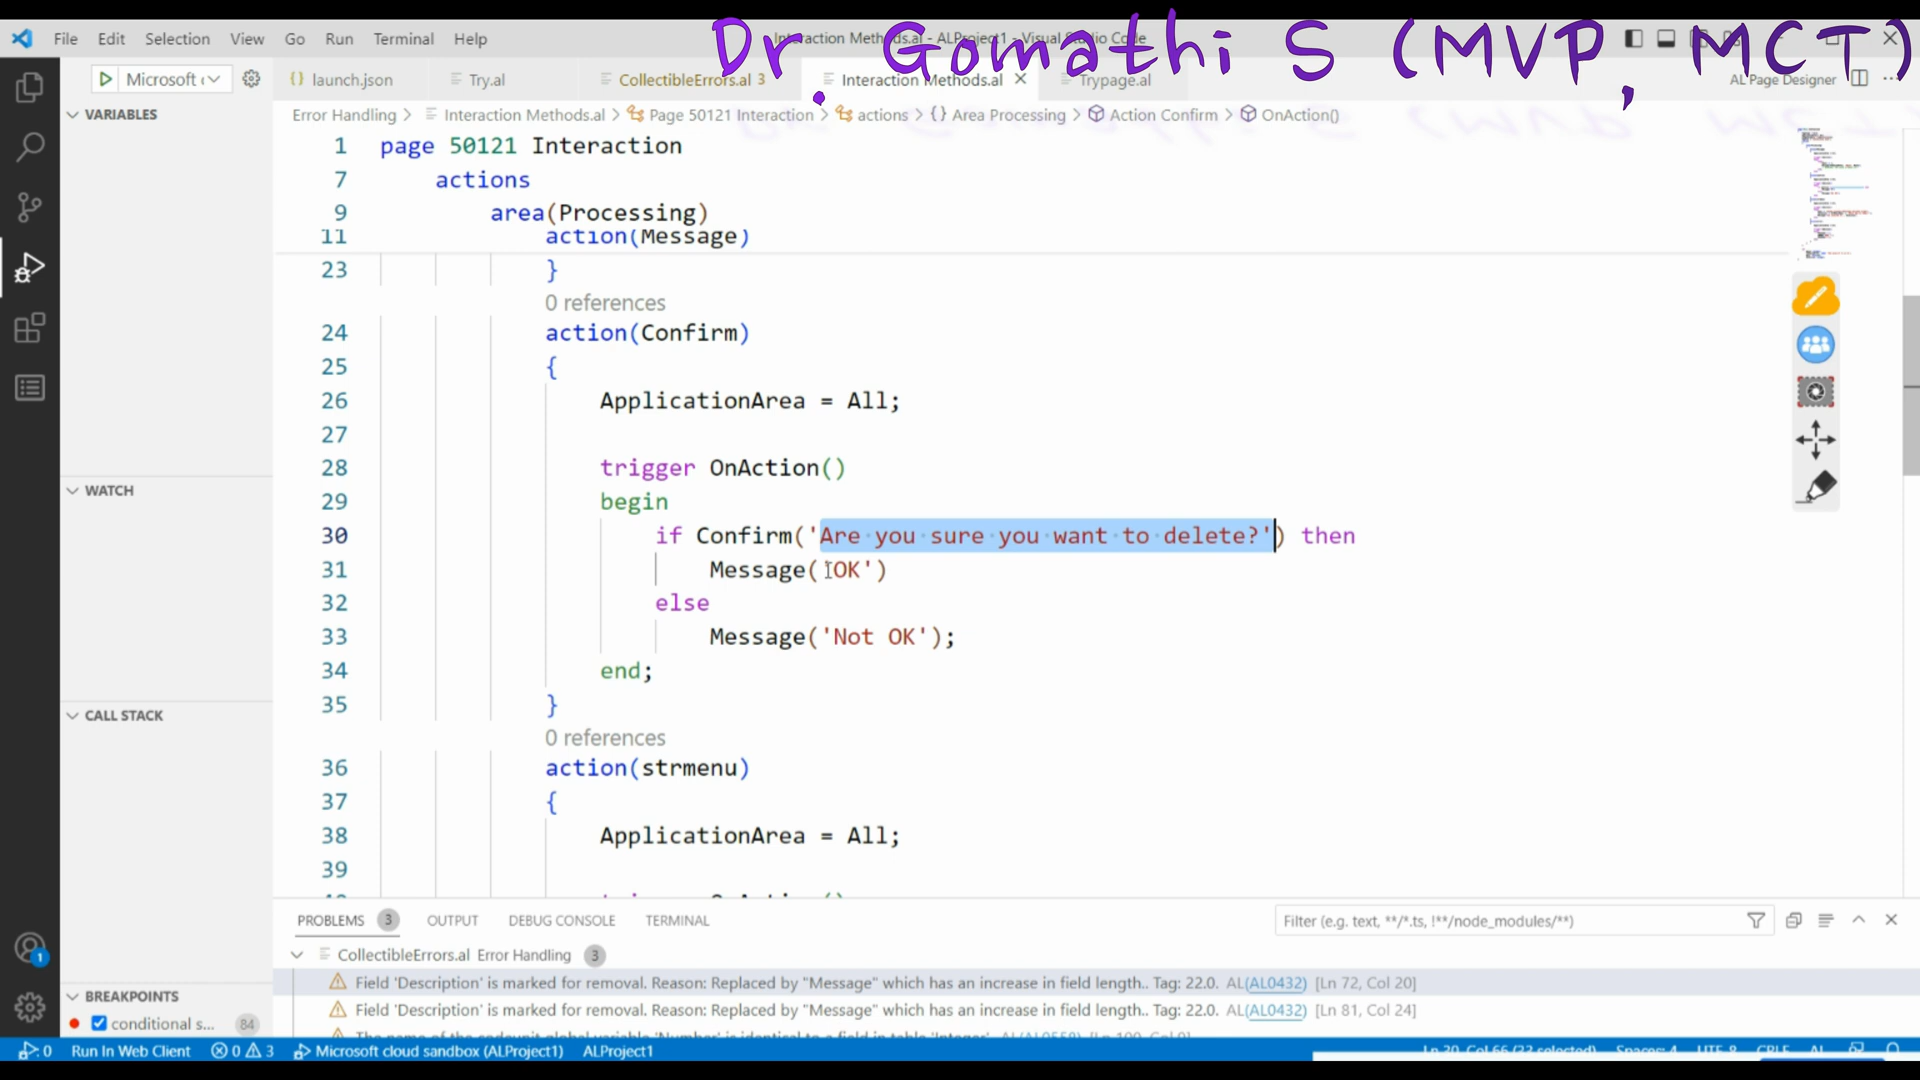 Dr. Gomathi S (MVP, MCT)
File Edit Selection View Go Run Terminal Help
Interaction Methods.al - ALProject1 - Visual Studio Code
Microsoft c
launch.json
Try.al
CollectibleErrors.al 3
Interaction Methods.al
Trypage.al
AL Page Designer
VARIABLES
Error Handling > Interaction Methods.al > Page 50121 Interaction > actions > {} Area Processing > Action Confirm > OnAction()
1 page 50121 Interaction
7 actions
9 area(Processing)
11 action(Message)
23 }
0 references
24 action(Confirm)
25 {
26 ApplicationArea = All;
27
28 trigger OnAction()
29 begin
30 if Confirm('Are you sure you want to delete?') then
31 Message('OK')
32 else
33 Message('Not OK');
34 end;
35 }
0 references
36 action(strmenu)
37 {
38 ApplicationArea = All;
39
WATCH
CALL STACK
BREAKPOINTS
conditional s... 84
PROBLEMS 3 OUTPUT DEBUG CONSOLE TERMINAL
Filter (e.g. text, **/*.ts, !**/node_modules/**)
CollectibleErrors.al Error Handling 3
Field 'Description' is marked for removal. Reason: Replaced by "Message" which has an increase in field length.. Tag: 22.0. AL(AL0432) [Ln 72, Col 20]
Field 'Description' is marked for removal. Reason: Replaced by "Message" which has an increase in field length.. Tag: 22.0. AL(AL0432) [Ln 81, Col 24]
1
0 Run In Web Client 0 3 Microsoft cloud sandbox (ALProject1) ALProject1